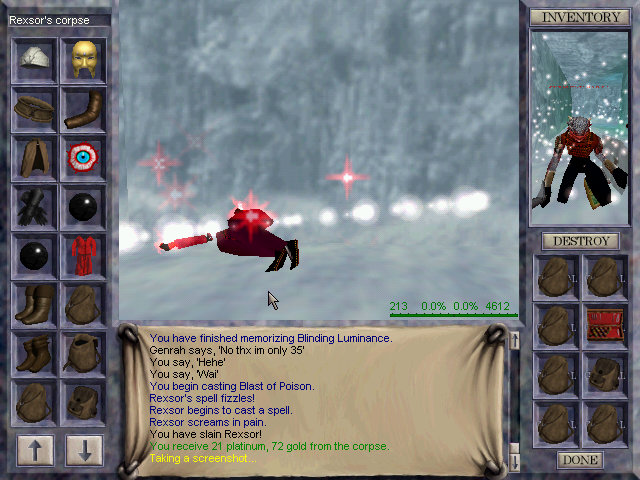 Rexsor's corpse
INVENTORY
DESTROY
213 0.0% 0.0% 4612
You have finished memorizing Blinding Luminance.
Genrah says, 'No thx im only 35'
You say, 'Hehe'
You say, 'Wai'
You begin casting Blast of Poison.
Rexsor's spell fizzles!
Rexsor begins to cast a spell.
Rexsor screams in pain.
You have slain Rexsor!
You receive 21 platinum, 72 gold from the corpse.
Taking a screenshot...
DONE